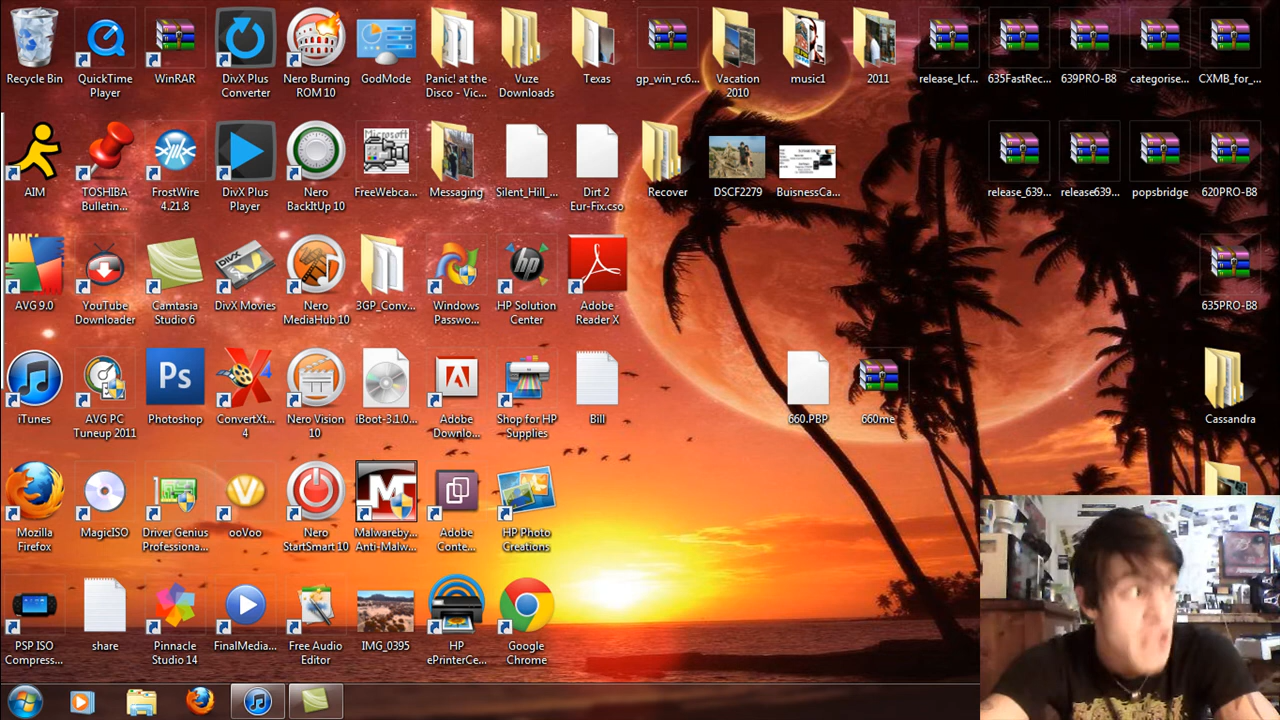 Recycle Bin
QuickTime Player
WinRAR
DivX Plus Converter
Nero Burning ROM 10
GodMode
Panic! at the Disco - Vic...
Vuze Downloads
Texas
gp_win_rc6...
Vacation 2010
music1
2011
release_lcf...
635FastRec...
639PRO-B8
categorise...
CXMB_for_...
AIM
TOSHIBA Bulletin...
FrostWire 4.21.8
DivX Plus Player
Nero BackItUp 10
Microsoft
FreeWebca...
Messaging
Silent_Hill_...
Dirt 2 Eur-Fix.cso
Recover
DSCF2279
BuisnessCa...
release_639...
release639...
popsbridge
620PRO-B8
AVG 9.0
YouTube Downloader
Camtasia Studio 6
DivX Movies
Nero MediaHub 10
3GP_Conv...
Windows Passwo...
hp
HP Solution Center
Adobe Reader X
635PRO-B8
iTunes
AVG PC Tuneup 2011
Ps
Photoshop
ConvertXt... 4
Nero Vision 10
iBoot-3.1.0...
Adobe Downlo...
Shop for HP Supplies
Bill
660.PBP
660me
Cassandra
Mozilla Firefox
MagicISO
Driver Genius Professiona...
ooVoo
Nero StartSmart 10
Malwareby... Anti-Malw...
Adobe Conte...
HP Photo Creations
PSP ISO Compress...
share
Pinnacle Studio 14
FinalMedia...
Free Audio Editor
IMG_0395
HP ePrinterCe...
Google Chrome